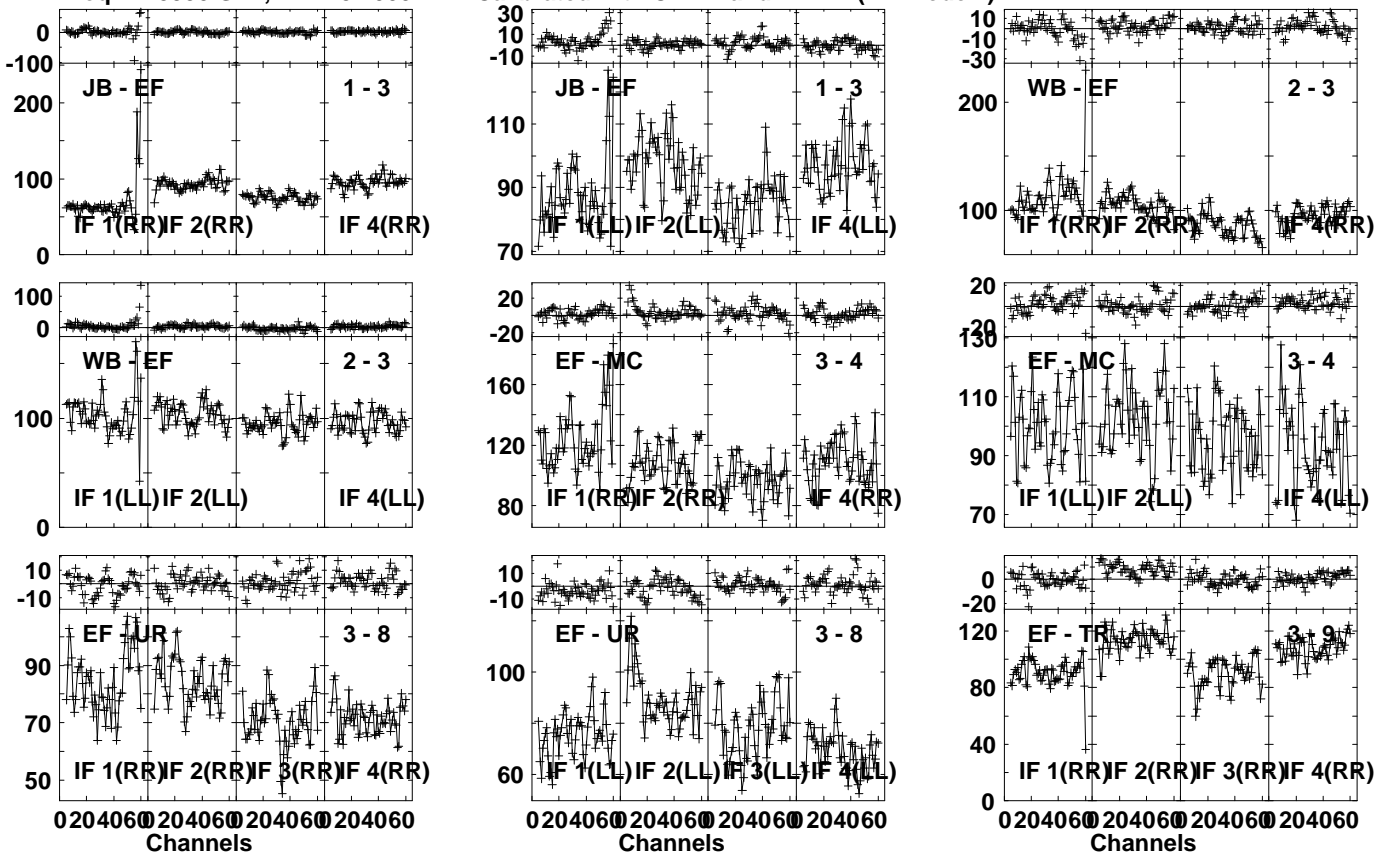 30
10
-10
10
-10
-30
0
-100
JB - EF 1 - 3
200
100
0
IF 1(RR) IF 2(RR) IF 4(RR)
JB - EF 1 - 3
110
90
70
IF 1(LL) IF 2(LL) IF 4(LL)
WB - EF 2 - 3
200
100
IF 1(RR) IF 2(RR) IF 4(RR)
100
0
WB - EF 2 - 3
100
0
IF 1(LL) IF 2(LL) IF 4(LL)
20
-20
EF - MC 3 - 4
160
120
80
IF 1(RR) IF 2(RR) IF 4(RR)
20
-20
130
EF - MC 3 - 4
110
90
70
IF 1(LL) IF 2(LL) IF 4(LL)
10
-10
EF - UR 3 - 8
90
70
50
IF 1(RR) IF 2(RR) IF 3(RR) IF 4(RR)
0204060 0204060 0204060 0204060
Channels
10
-10
EF - UR 3 - 8
100
60
IF 1(LL) IF 2(LL) IF 3(LL) IF 4(LL)
0204060 0204060 0204060 0204060
Channels
0
-20
EF - TR 3 - 9
120
80
40
0
IF 1(RR) IF 2(RR) IF 3(RR) IF 4(RR)
0204060 0204060 0204060 0204060
Channels